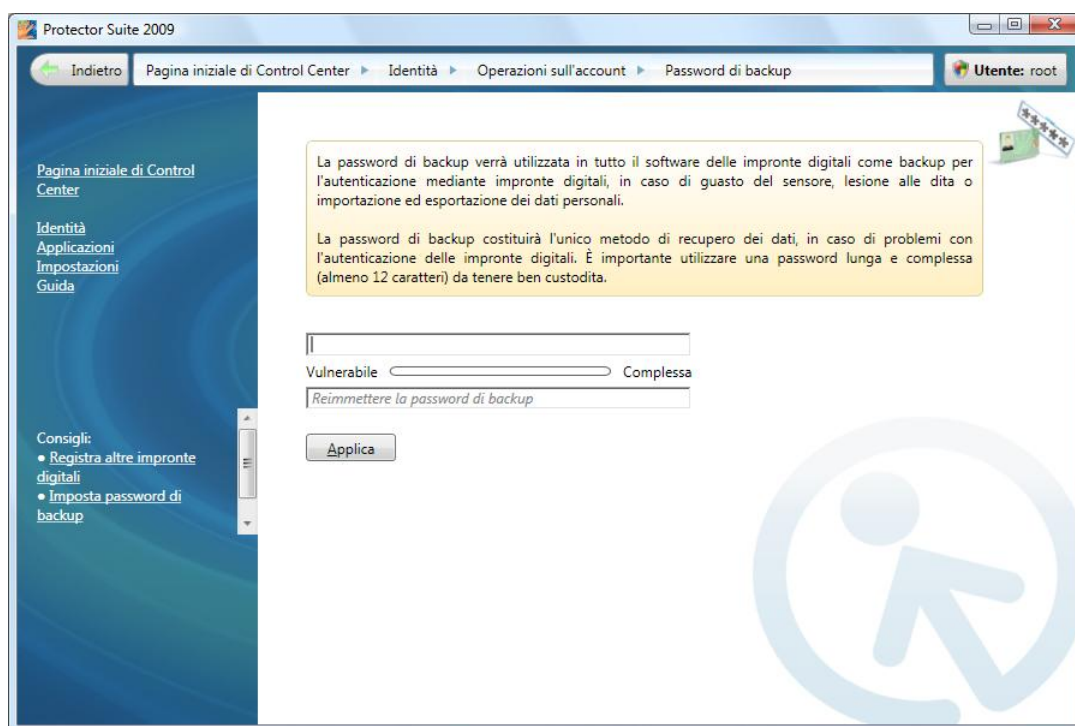 Protector Suite 2009
Indietro Pagina iniziale di Control Center Identità Operazioni sull'account Password di backup Utente: root
Pagina iniziale di Control
Center
Identità
Applicazioni
Impostazioni
Guida
Consigli:
● Registra altre impronte
digitali
● Imposta password di
backup
*****
La password di backup verrà utilizzata in tutto il software delle impronte digitali come backup per
l'autenticazione mediante impronte digitali, in caso di guasto del sensore, lesione alle dita o
importazione ed esportazione dei dati personali.
La password di backup costituirà l'unico metodo di recupero dei dati, in caso di problemi con
l'autenticazione delle impronte digitali. È importante utilizzare una password lunga e complessa
(almeno 12 caratteri) da tenere ben custodita.
Vulnerabile Complessa
Reimmettere la password di backup
Applica